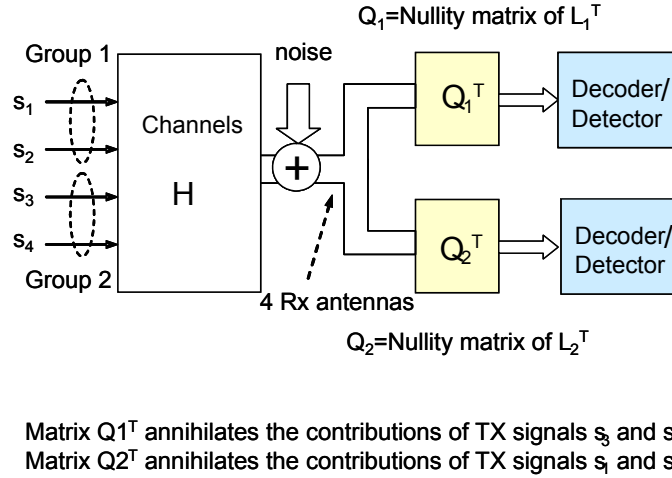 Q₁=Nullity matrix of L₁ᵀ
Group 1
noise
s₁
s₂
s₃
s₄
Channels
H
+
Q₁ᵀ
Decoder/
Detector
Q₂ᵀ
Decoder/
Detector
Group 2
4 Rx antennas
Q₂=Nullity matrix of L₂ᵀ
Matrix Q1ᵀ annihilates the contributions of TX signals s₃ and s
Matrix Q2ᵀ annihilates the contributions of TX signals s₁ and s